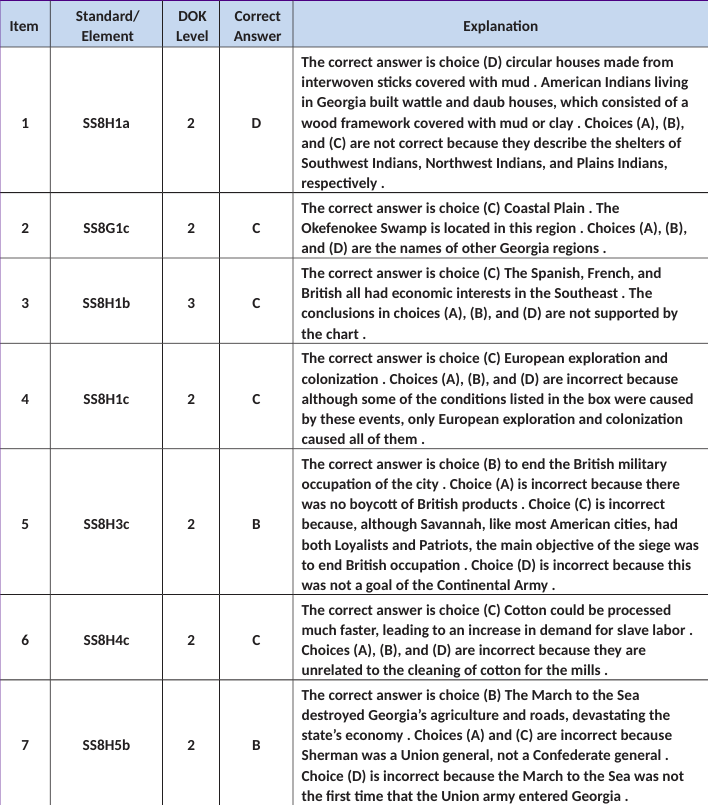 Item
Standard/
Element
DOK
Level
Correct
Answer
Explanation
1
SS8H1a
2
D
The correct answer is choice (D) circular houses made from
interwoven sticks covered with mud . American Indians living
in Georgia built wattle and daub houses, which consisted of a
wood framework covered with mud or clay . Choices (A), (B),
and (C) are not correct because they describe the shelters of
Southwest Indians, Northwest Indians, and Plains Indians,
respectively .
2
SS8G1c
2
C
The correct answer is choice (C) Coastal Plain . The
Okefenokee Swamp is located in this region . Choices (A), (B),
and (D) are the names of other Georgia regions .
3
SS8H1b
3
C
The correct answer is choice (C) The Spanish, French, and
British all had economic interests in the Southeast . The
conclusions in choices (A), (B), and (D) are not supported by
the chart .
4
SS8H1c
2
C
The correct answer is choice (C) European exploration and
colonization . Choices (A), (B), and (D) are incorrect because
although some of the conditions listed in the box were caused
by these events, only European exploration and colonization
caused all of them .
5
SS8H3c
2
B
The correct answer is choice (B) to end the British military
occupation of the city . Choice (A) is incorrect because there
was no boycott of British products . Choice (C) is incorrect
because, although Savannah, like most American cities, had
both Loyalists and Patriots, the main objective of the siege was
to end British occupation . Choice (D) is incorrect because this
was not a goal of the Continental Army .
6
SS8H4c
2
C
The correct answer is choice (C) Cotton could be processed
much faster, leading to an increase in demand for slave labor .
Choices (A), (B), and (D) are incorrect because they are
unrelated to the cleaning of cotton for the mills .
7
SS8H5b
2
B
The correct answer is choice (B) The March to the Sea
destroyed Georgia’s agriculture and roads, devastating the
state’s economy . Choices (A) and (C) are incorrect because
Sherman was a Union general, not a Confederate general .
Choice (D) is incorrect because the March to the Sea was not
the first time that the Union army entered Georgia .